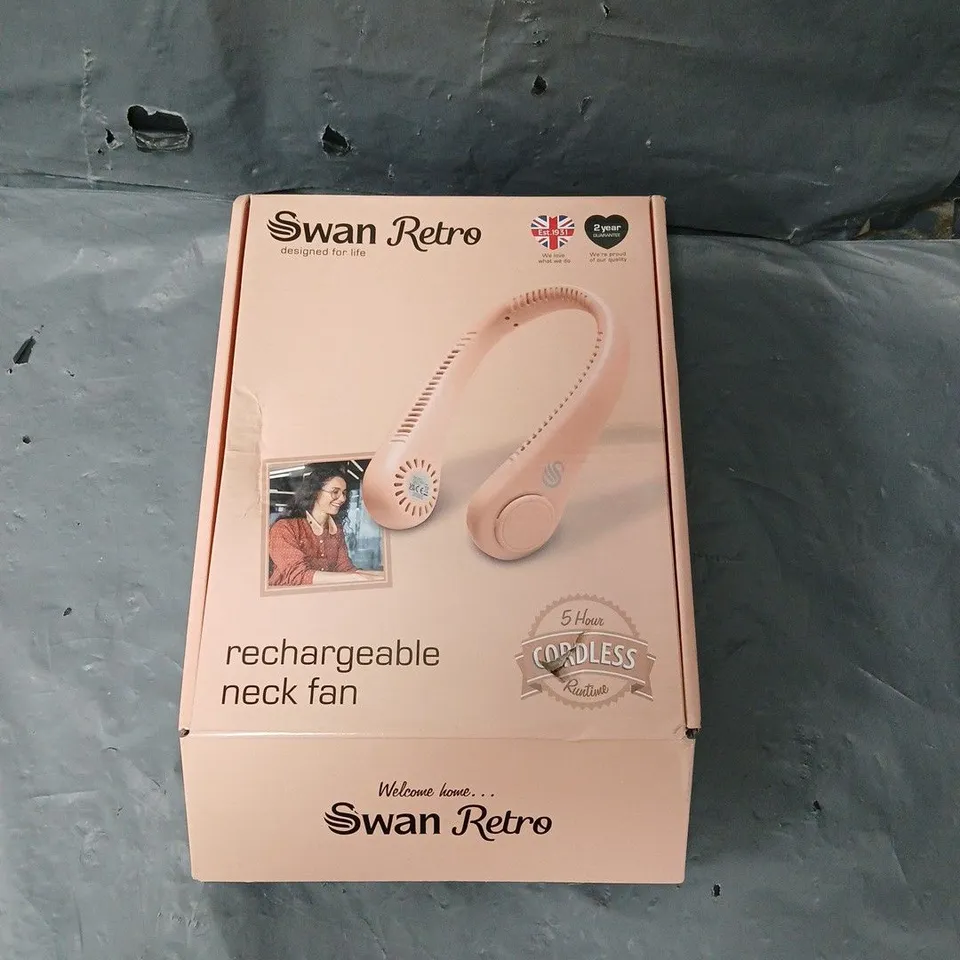 Swan Retro
designed for life
Est.1931
We love
what we do
2 year
GUARANTEE
We're proud
of our quality
rechargeable
neck fan
5 Hour
CORDLESS
Runtime
Welcome home...
Swan Retro